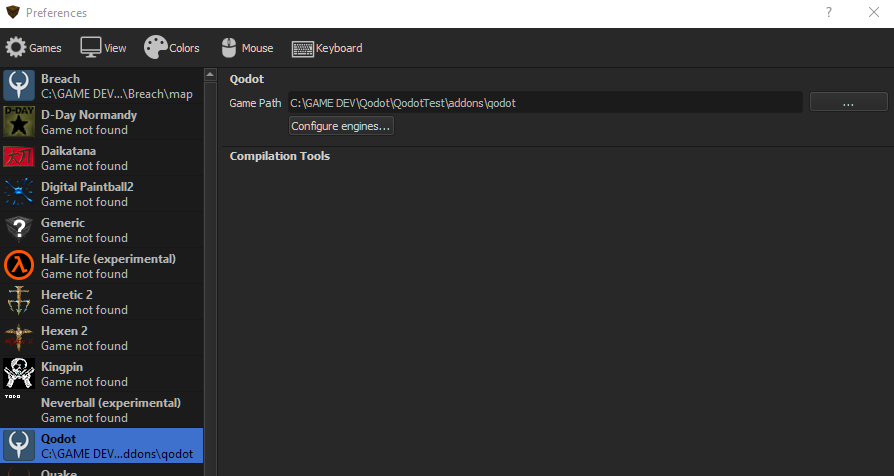 Preferences
? 
Games View Colors Mouse Keyboard
Breach
C:\GAME DEV...\Breach\map
D-DAY
D-Day Normandy
Game not found
Daikatana
Game not found
Digital Paintball2
Game not found
?
Generic
Game not found
Half-Life (experimental)
Game not found
Heretic 2
Game not found
Hexen 2
Game not found
Kingpin
Game not found
TODO
Neverball (experimental)
Game not found
Qodot
C:\GAME DEV...ddons\qodot
Quake
Qodot
Game Path C:\GAME DEV\Qodot\QodotTest\addons\qodot ...
Configure engines...
Compilation Tools